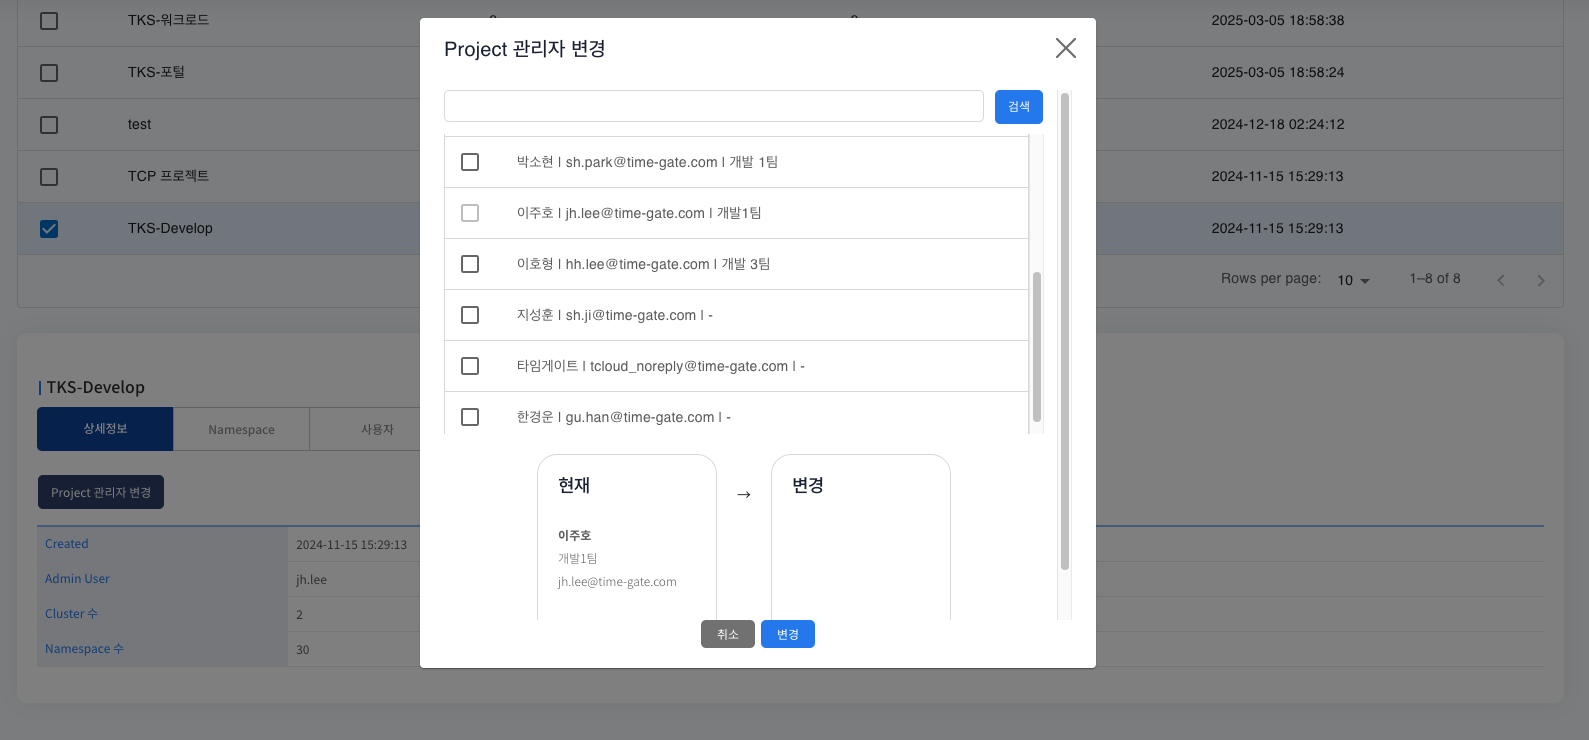 TKS-워크로드 2025-03-05 18:58:38
TKS-포털 2025-03-05 18:58:24
test 2024-12-18 02:24:12
TCP 프로젝트 2024-11-15 15:29:13
TKS-Develop 2024-11-15 15:29:13
Rows per page: 10 1–8 of 8
Project 관리자 변경
검색
박소현 | sh.park@time-gate.com | 개발 1팀
이주호 | jh.lee@time-gate.com | 개발1팀
이호형 | hh.lee@time-gate.com | 개발 3팀
지성훈 | sh.ji@time-gate.com | -
타임게이트 | tcloud_noreply@time-gate.com | -
한경운 | gu.han@time-gate.com | -
현재 → 변경
이주호
개발1팀
jh.lee@time-gate.com
취소 변경
TKS-Develop
상세정보 Namespace 사용자
Project 관리자 변경
Created 2024-11-15 15:29:13
Admin User jh.lee
Cluster 수 2
Namespace 수 30